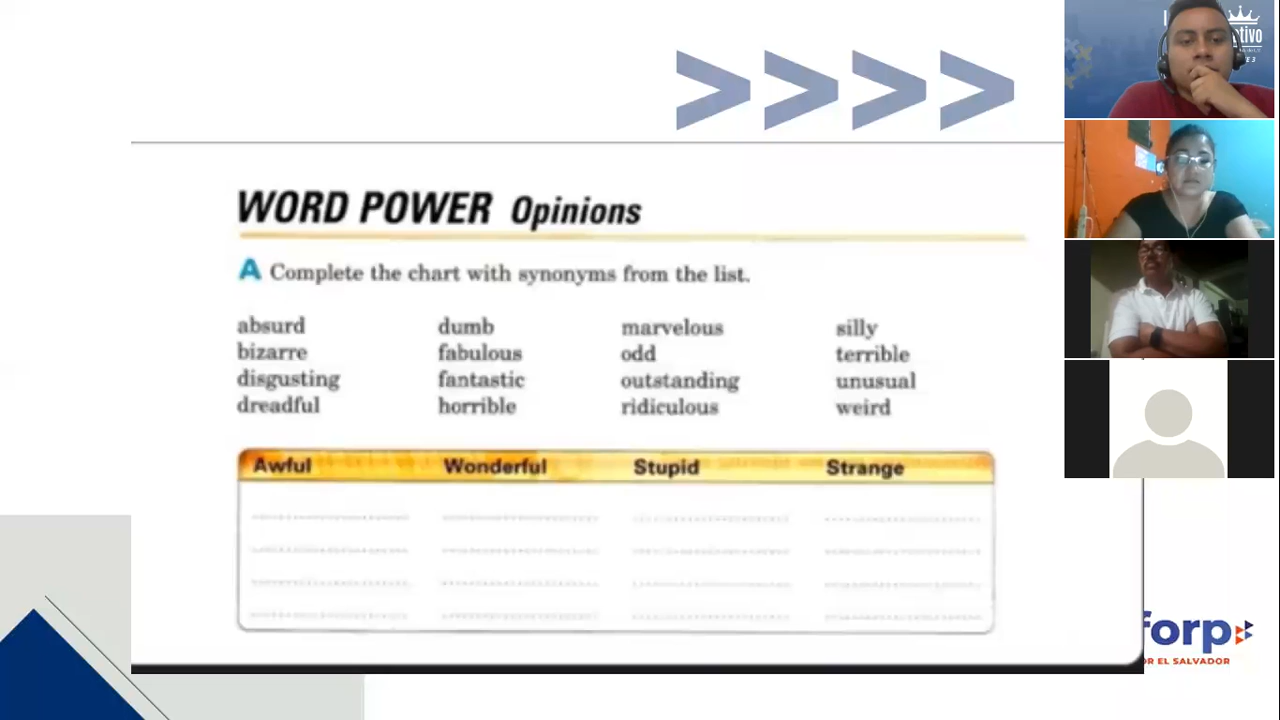 WORD POWER Opinions
A Complete the chart with synonyms from the list.
absurd dumb marvelous silly
bizarre fabulous odd terrible
disgusting fantastic outstanding unusual
dreadful horrible ridiculous weird
Awful Wonderful Stupid Strange
forp
OR EL SALVADOR